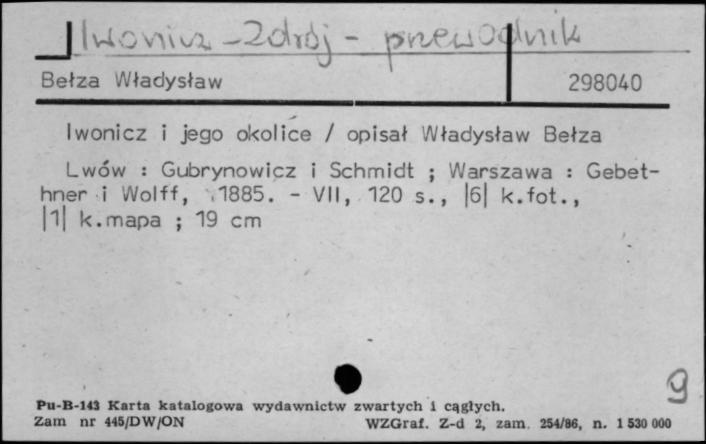 Iwonicz-Zdrój - przewodnik
Bełza Władysław 298040
Iwonicz i jego okolice / opisał Władysław Bełza
Lwów : Gubrynowicz i Schmidt ; Warszawa : Gebet-
hner i Wolff, 1885. - VII, 120 s., |6| k.fot.,
|1| k.mapa ; 19 cm
9
Pu-B-143 Karta katalogowa wydawnictw zwartych i cągłych.
Zam nr 445/DW/ON WZGraf. Z-d 2, zam. 254/86, n. 1 530 000